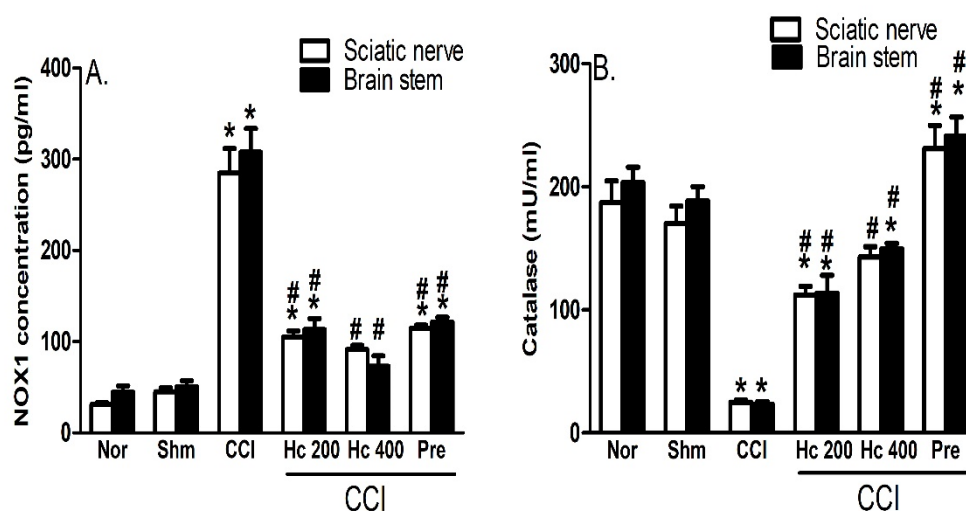 A.
Sciatic nerve
Brain stem
NOX1 concentration (pg/ml)
400
300
200
100
0
* *
# #
* *
# #
# #
* *
Nor Shm CCI Hc 200 Hc 400 Pre
CCI
B.
Sciatic nerve
Brain stem
Catalase (mU/ml)
300
200
100
0
* *
# #
* *
# #
*
# #
* *
Nor Shm CCI Hc 200 Hc 400 Pre
CCI